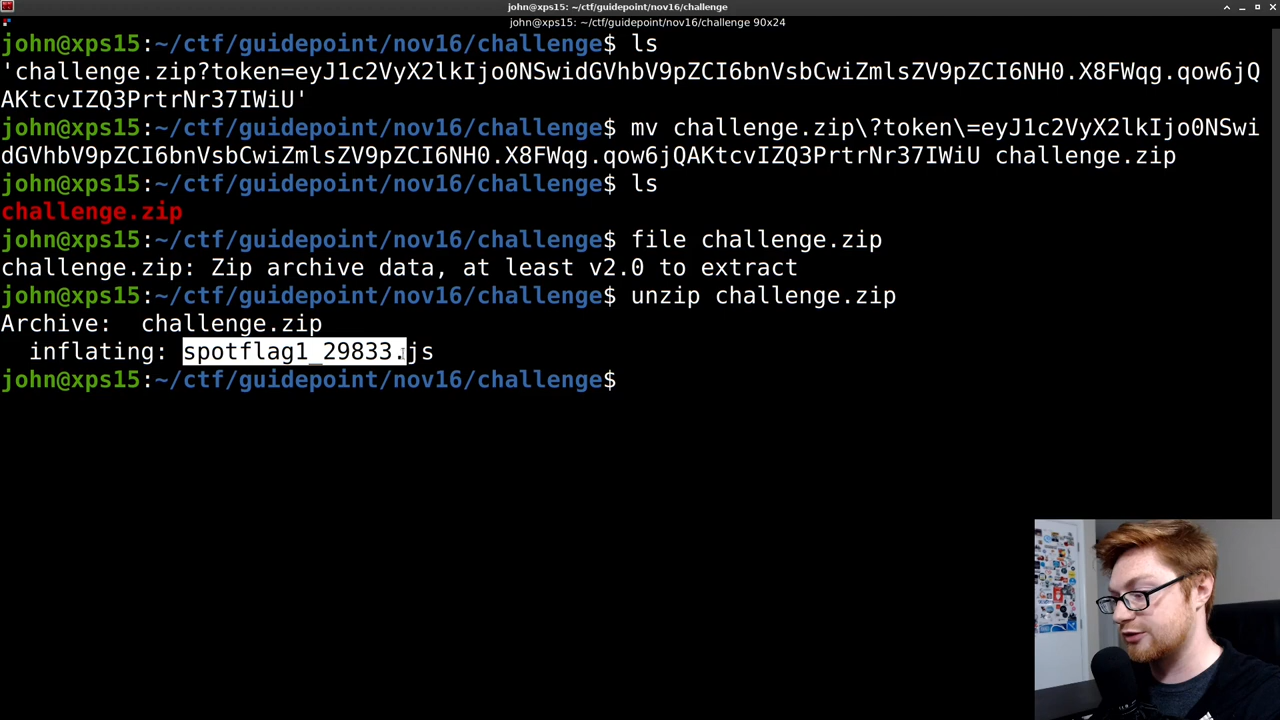 john@xps15: ~/ctf/guidepoint/nov16/challenge
john@xps15: ~/ctf/guidepoint/nov16/challenge 90x24
john@xps15:~/ctf/guidepoint/nov16/challenge$ ls
'challenge.zip?token=eyJ1c2VyX2lkIjo0NSwidGVhbV9pZCI6bnVsbCwiZmlsZV9pZCI6NH0.X8FWqg.qow6jQ
AKtcvIZQ3PrtrNr37IWiU'
john@xps15:~/ctf/guidepoint/nov16/challenge$ mv challenge.zip\?token\=eyJ1c2VyX2lkIjo0NSwi
dGVhbV9pZCI6bnVsbCwiZmlsZV9pZCI6NH0.X8FWqg.qow6jQAKtcvIZQ3PrtrNr37IWiU challenge.zip
john@xps15:~/ctf/guidepoint/nov16/challenge$ ls
challenge.zip
john@xps15:~/ctf/guidepoint/nov16/challenge$ file challenge.zip
challenge.zip: Zip archive data, at least v2.0 to extract
john@xps15:~/ctf/guidepoint/nov16/challenge$ unzip challenge.zip
Archive:  challenge.zip
  inflating: spotflag1_29833.js
john@xps15:~/ctf/guidepoint/nov16/challenge$